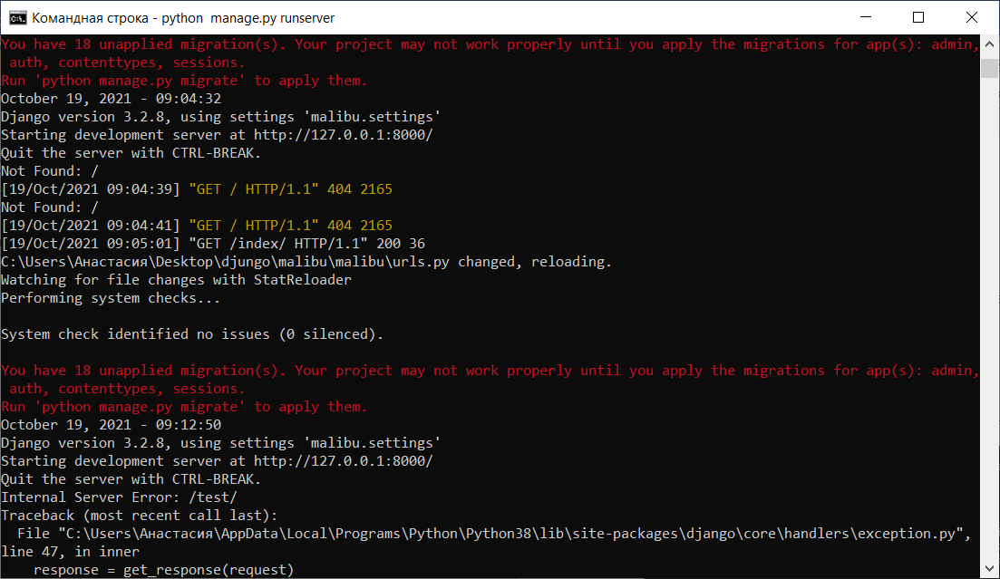 Командная строка - python  manage.py runserver
You have 18 unapplied migration(s). Your project may not work properly until you apply the migrations for app(s): admin,
 auth, contenttypes, sessions.
Run 'python manage.py migrate' to apply them.
October 19, 2021 - 09:04:32
Django version 3.2.8, using settings 'malibu.settings'
Starting development server at http://127.0.0.1:8000/
Quit the server with CTRL-BREAK.
Not Found: /
[19/Oct/2021 09:04:39] "GET / HTTP/1.1" 404 2165
Not Found: /
[19/Oct/2021 09:04:41] "GET / HTTP/1.1" 404 2165
[19/Oct/2021 09:05:01] "GET /index/ HTTP/1.1" 200 36
C:\Users\Анастасия\Desktop\djungo\malibu\malibu\urls.py changed, reloading.
Watching for file changes with StatReloader
Performing system checks...

System check identified no issues (0 silenced).

You have 18 unapplied migration(s). Your project may not work properly until you apply the migrations for app(s): admin,
 auth, contenttypes, sessions.
Run 'python manage.py migrate' to apply them.
October 19, 2021 - 09:12:50
Django version 3.2.8, using settings 'malibu.settings'
Starting development server at http://127.0.0.1:8000/
Quit the server with CTRL-BREAK.
Internal Server Error: /test/
Traceback (most recent call last):
  File "C:\Users\Анастасия\AppData\Local\Programs\Python\Python38\lib\site-packages\django\core\handlers\exception.py",
line 47, in inner
    response = get_response(request)